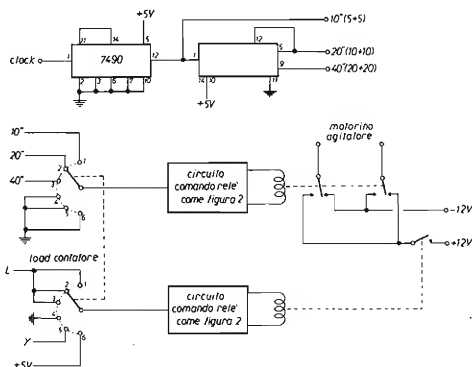 +5V
11 14 5
clock 1 7490 12
2 3 6 7 10
1 12
5
9
14 10 11
+5V
10"(5+5)
20"(10+10)
40"(20+20)
10"
20"
40"
1
2
3
4
5
6
circuito
comando relè
come figura 2
motorino
agitatore
-12V
+12V
load contatore
L
1
2
3
4
5
6
Y
+5V
circuito
comando relè
come figura 2